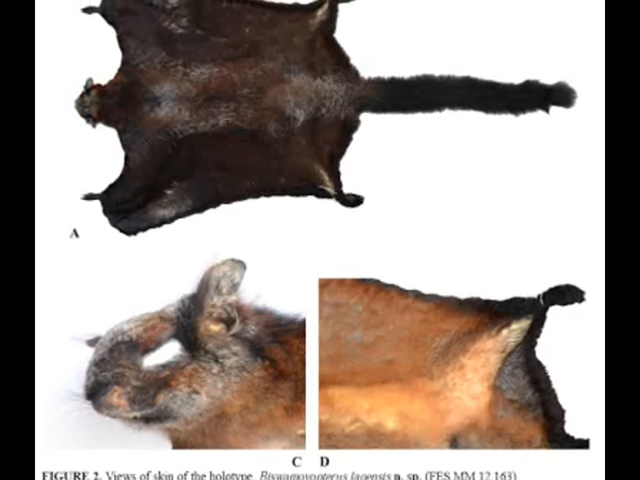 A
C D
FIGURE 2. Views of skin of the holotype, Biswamoyopterus laoensis n. sp. (FES MM 12.163)